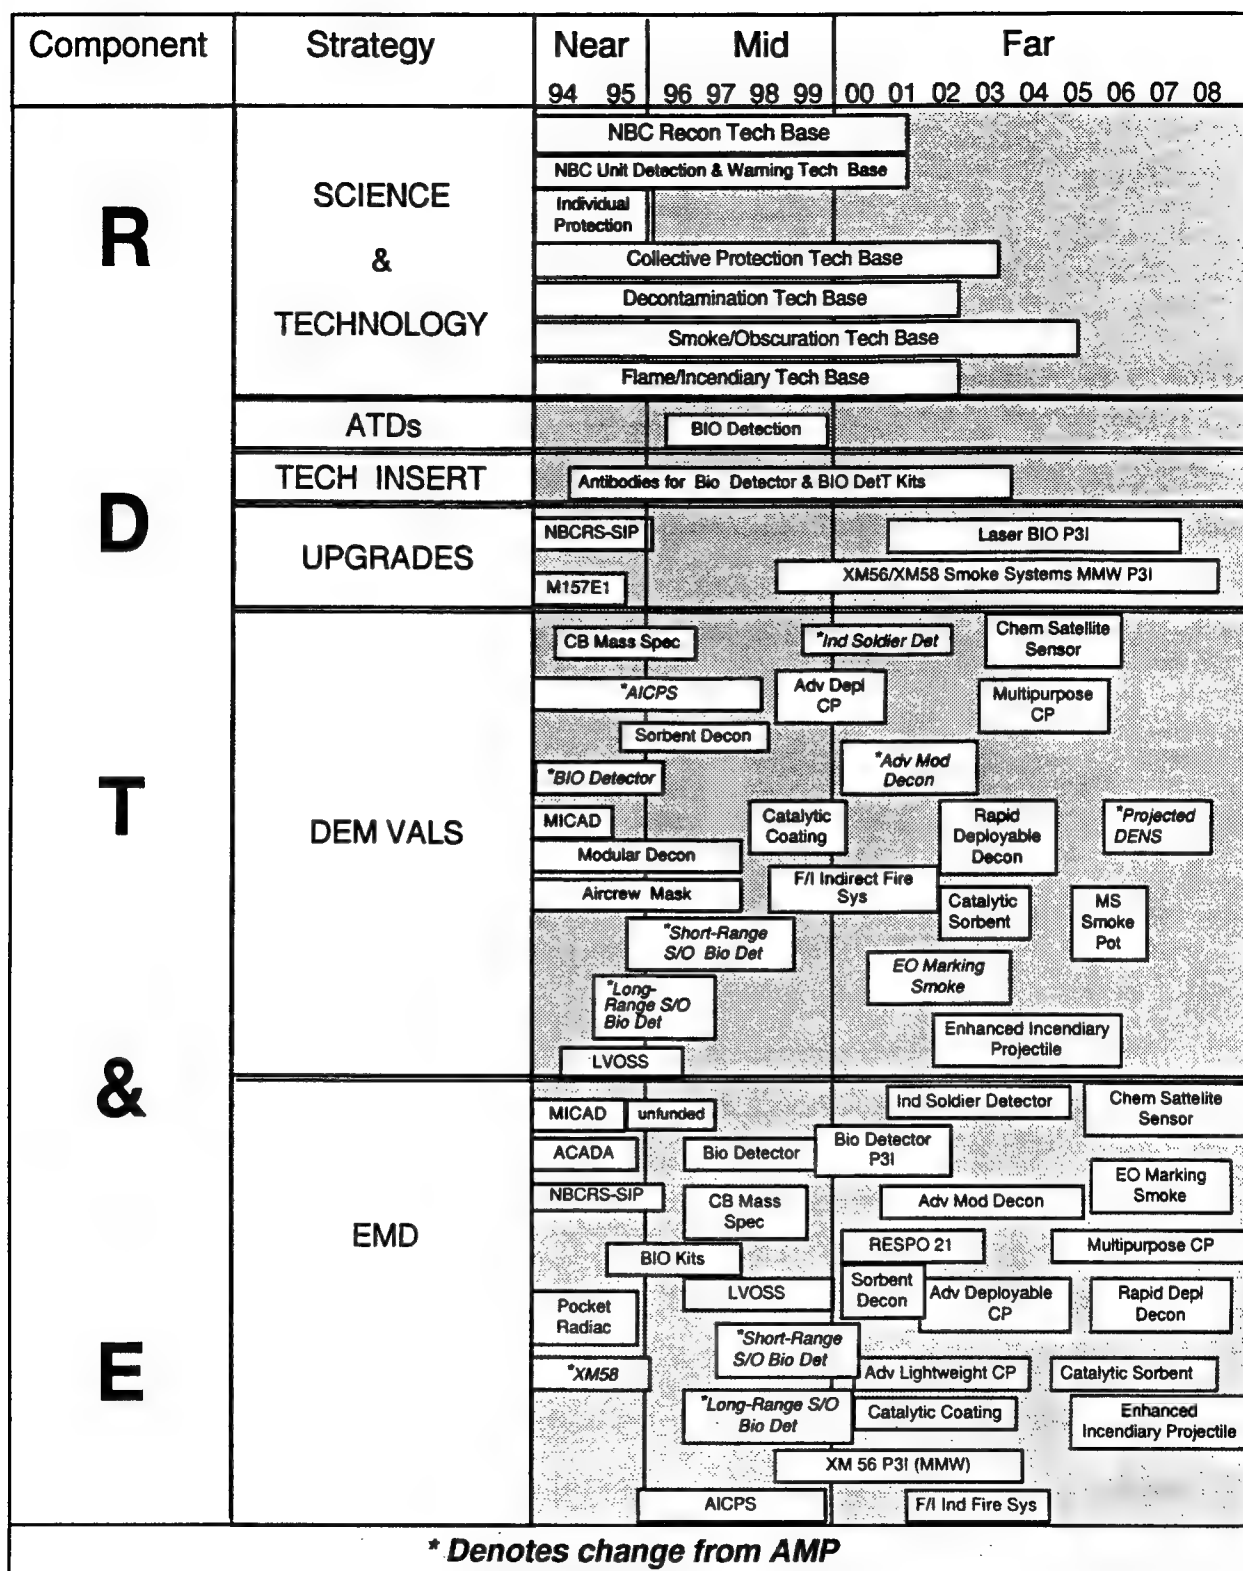 Component Strategy Near Mid Far
94 95 96 97 98 99 00 01 02 03 04 05 06 07 08
R
D
T
&
E
SCIENCE
&
TECHNOLOGY
NBC Recon Tech Base
NBC Unit Detection & Warning Tech Base
Individual
Protection
Collective Protection Tech Base
Decontamination Tech Base
Smoke/Obscuration Tech Base
Flame/Incendiary Tech Base
ATDs
BIO Detection
TECH INSERT
Antibodies for Bio Detector & BIO DetT Kits
UPGRADES
NBCRS-SIP
Laser BIO P3I
M157E1
XM56/XM58 Smoke Systems MMW P3I
DEM VALS
CB Mass Spec
*Ind Soldier Det
Chem Satellite
Sensor
*AICPS
Adv Depl
CP
Multipurpose
CP
Sorbent Decon
*BIO Detector
*Adv Mod
Decon
MICAD
Catalytic
Coating
Rapid
Deployable
Decon
*Projected
DENS
Modular Decon
Aircrew Mask
F/I Indirect Fire
Sys
Catalytic
Sorbent
MS
Smoke
Pot
*Short-Range
S/O Bio Det
EO Marking
Smoke
*Long-
Range S/O
Bio Det
Enhanced Incendiary
Projectile
LVOSS
EMD
MICAD
unfunded
Ind Soldier Detector
Chem Sattelite
Sensor
ACADA
Bio Detector
Bio Detector
P3I
EO Marking
Smoke
NBCRS-SIP
CB Mass
Spec
Adv Mod Decon
BIO Kits
RESPO 21
Multipurpose CP
LVOSS
Sorbent
Decon
Adv Deployable
CP
Rapid Depl
Decon
Pocket
Radiac
*Short-Range
S/O Bio Det
*XM58
Adv Lightweight CP
Catalytic Sorbent
*Long-Range S/O
Bio Det
Catalytic Coating
Enhanced
Incendiary Projectile
XM 56 P3I (MMW)
AICPS
F/I Ind Fire Sys
* Denotes change from AMP